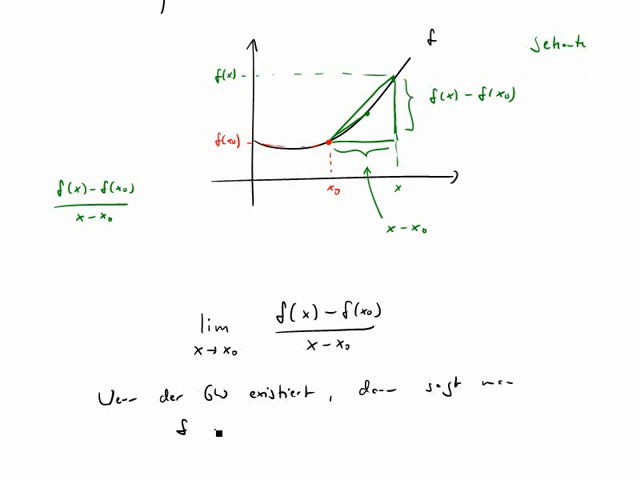 f
Sekante
f(x)
f(x) − f(x₀)
f(x₀)
x₀
x
f(x) − f(x₀)
x − x₀
x − x₀
lim x→x₀
f(x) − f(x₀)
x − x₀
Wenn der GW existiert, dann sagt man
f